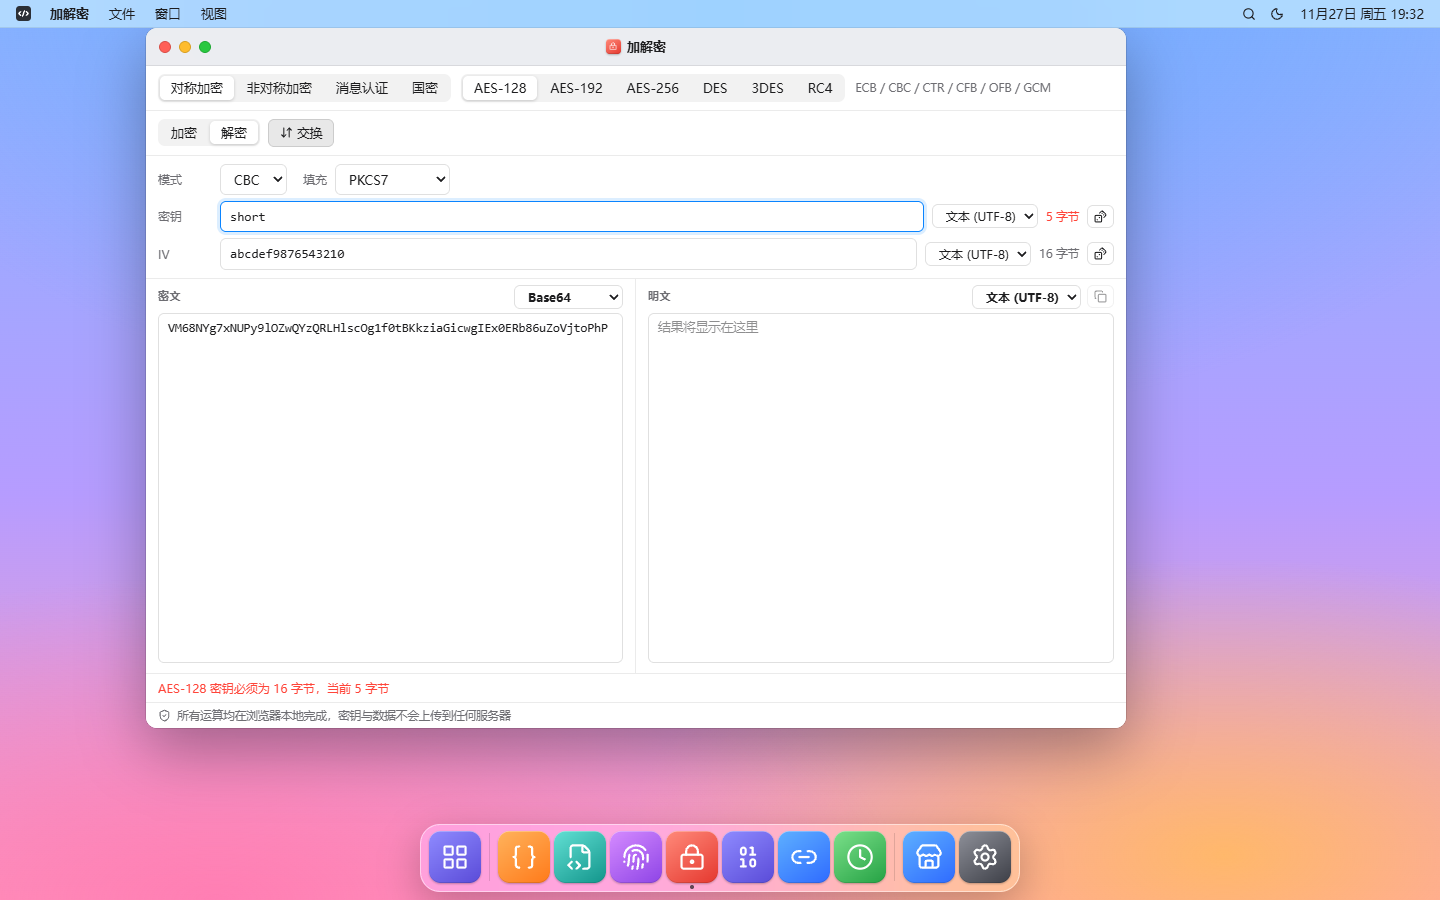 加解密 文件 窗口 视图 11月27日 周五 19:32
加解密
对称加密 非对称加密 消息认证 国密 AES-128 AES-192 AES-256 DES 3DES RC4 ECB / CBC / CTR / CFB / OFB / GCM
加密 解密 交换
模式 CBC 填充 PKCS7
密钥 short 文本 (UTF-8) 5 字节
IV abcdef9876543210 文本 (UTF-8) 16 字节
密文 Base64 明文 文本 (UTF-8)
VM68NYg7xNUPy9lOZwQYzQRLHlscOg1f0tBKkziaGicwgIEx0ERb86uZoVjtoPhP 结果将显示在这里
AES-128 密钥必须为 16 字节，当前 5 字节
所有运算均在浏览器本地完成，密钥与数据不会上传到任何服务器
01
10